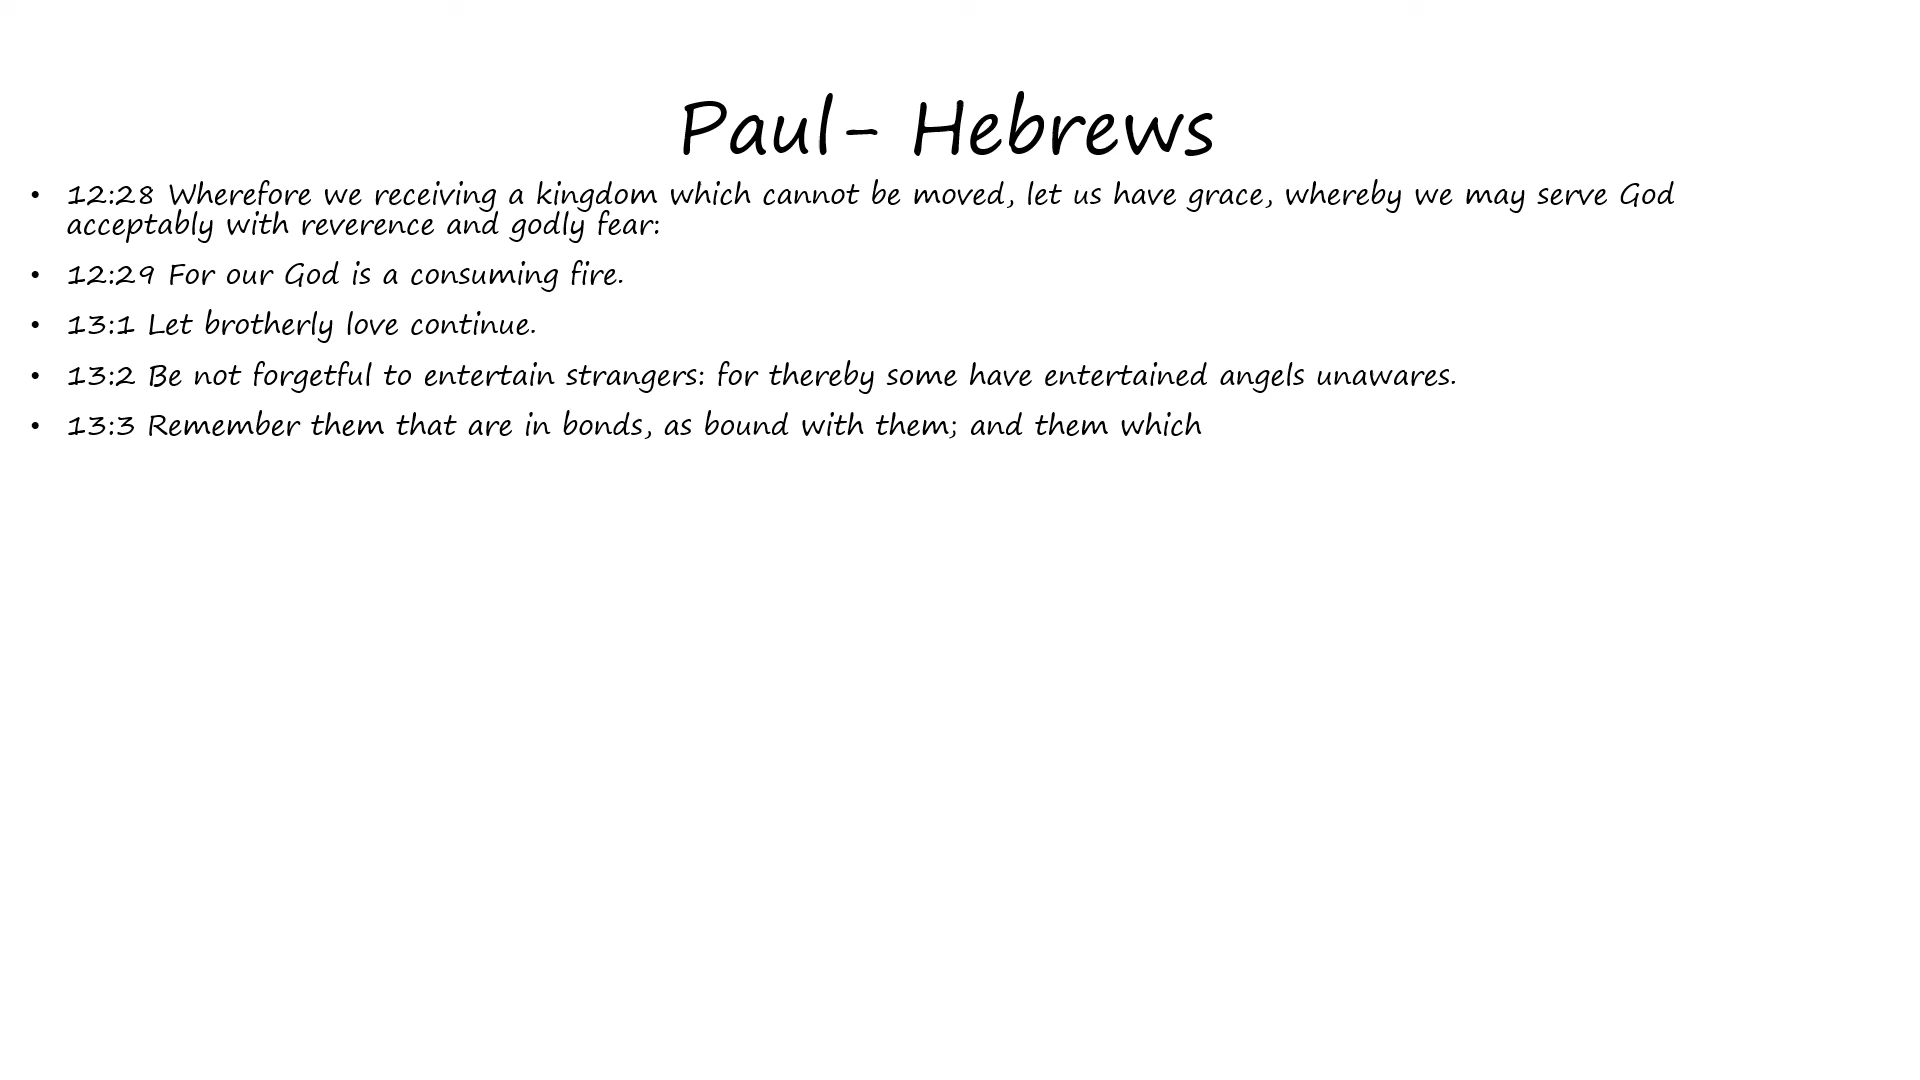 Paul- Hebrews
• 12:28 Wherefore we receiving a kingdom which cannot be moved, let us have grace, whereby we may serve God
acceptably with reverence and godly fear:
• 12:29 For our God is a consuming fire.
• 13:1 Let brotherly love continue.
• 13:2 Be not forgetful to entertain strangers: for thereby some have entertained angels unawares.
• 13:3 Remember them that are in bonds, as bound with them; and them which